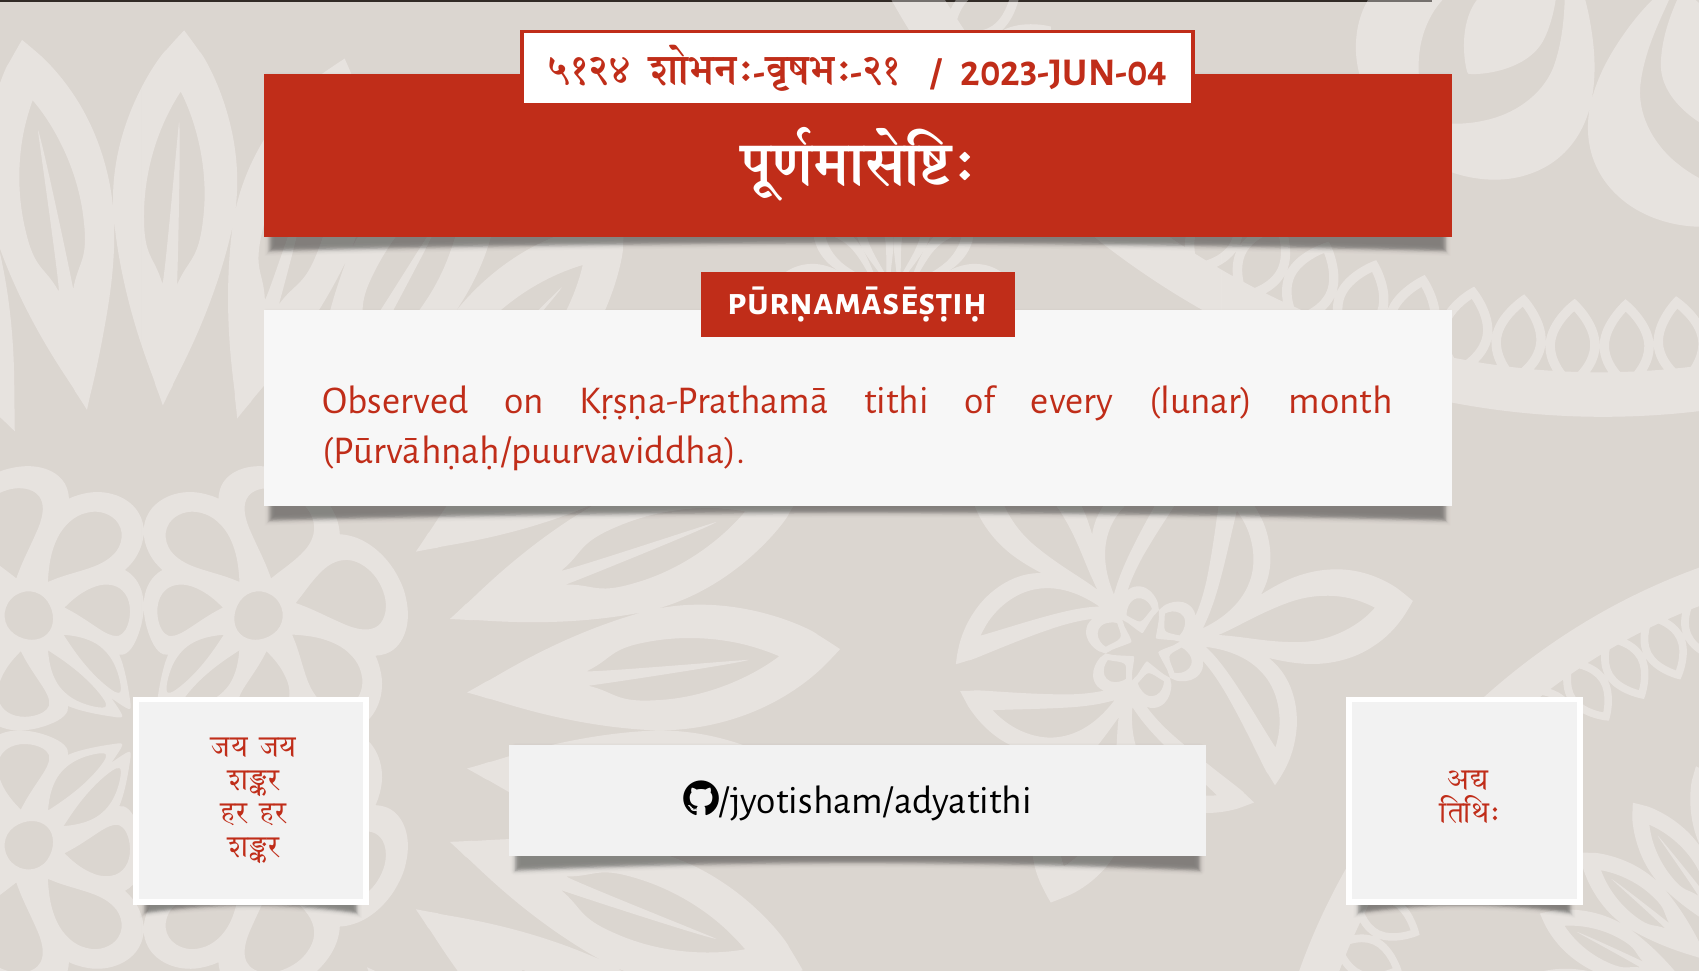 ५१२४ शोभनः-वृषभः-२१ / 2023-JUN-04
पूर्णमासेष्टिः
PŪRṆAMĀSĒṢṬIḤ
Observed on Kṛṣṇa-Prathamā tithi of every (lunar) month
(Pūrvāhṇaḥ/puurvaviddha).
जय जय
शङ्कर
हर हर
शङ्कर
/jyotisham/adyatithi
अद्य
तिथिः